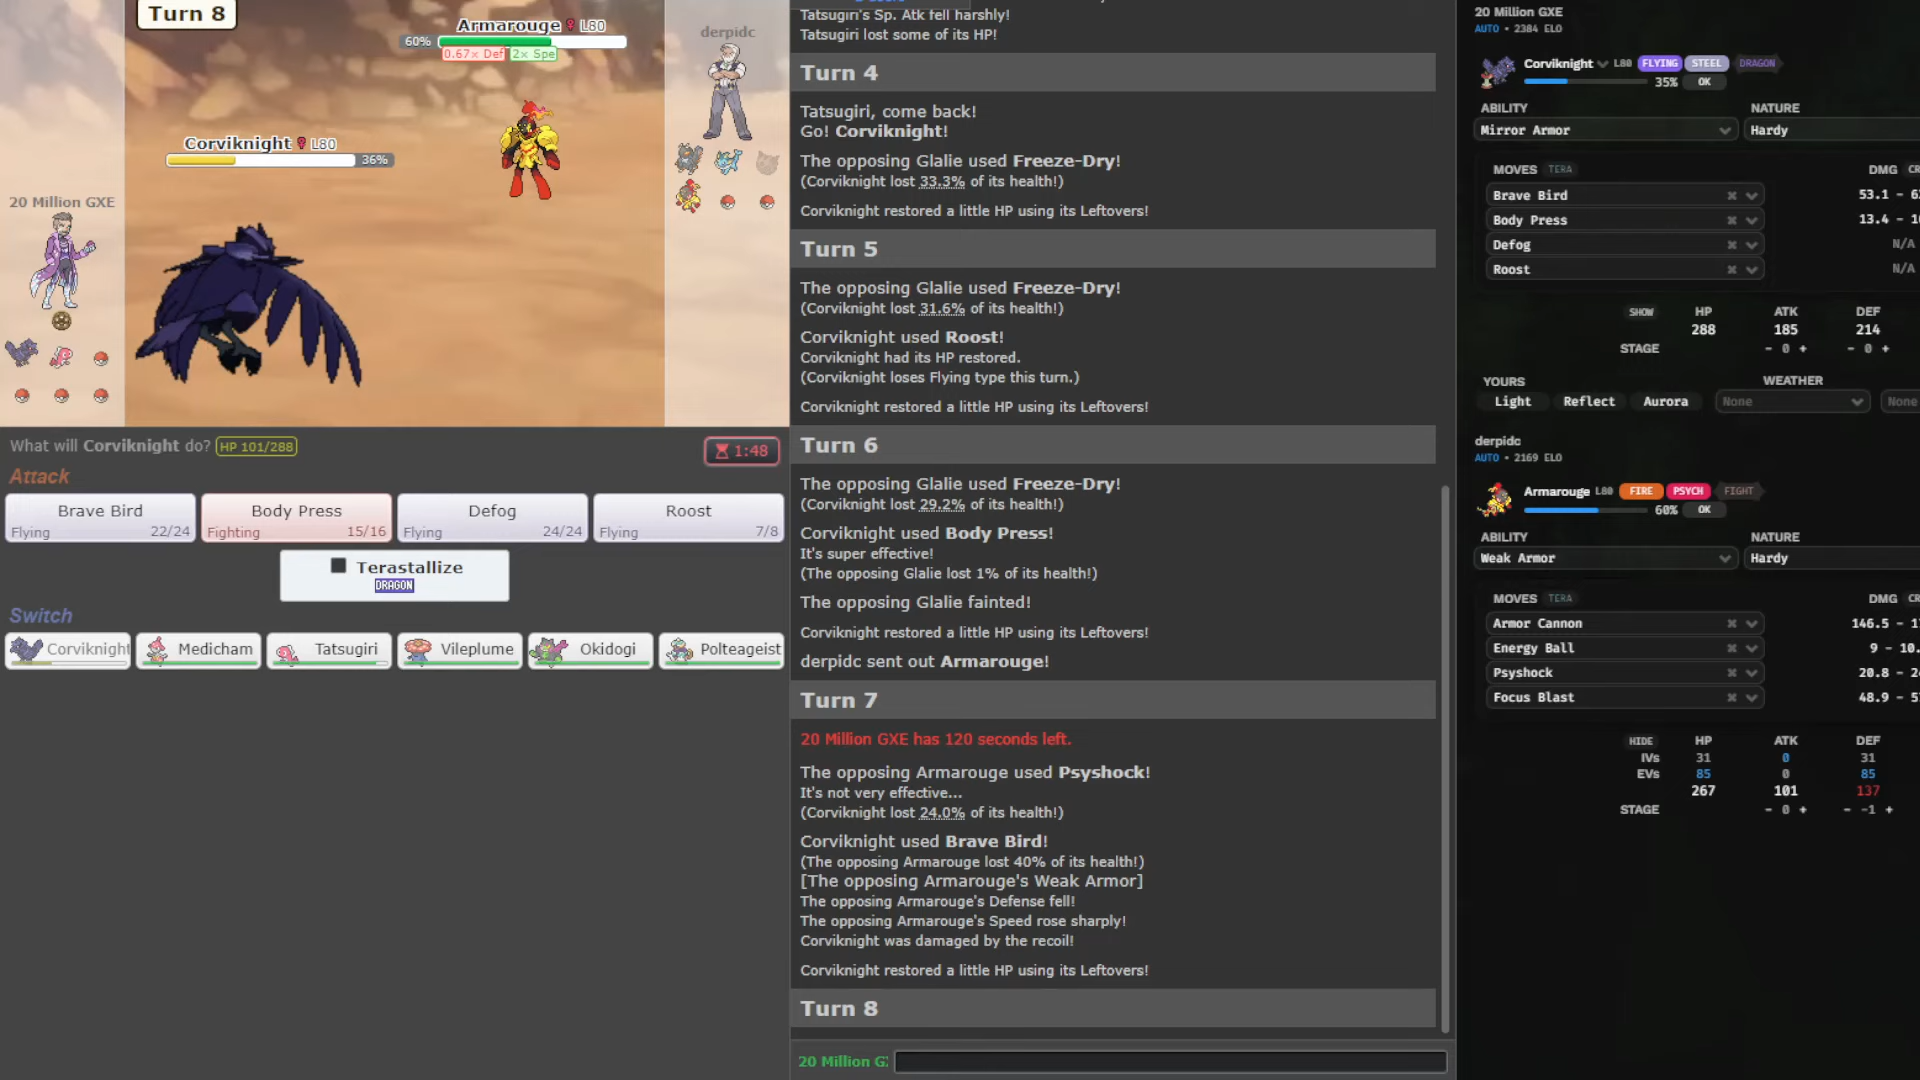 Turn 8
Armarouge L80
60%
0.67× Def 2× Spe
Corviknight L80
36%
derpidc
20 Million GXE
What will Corviknight do? HP 101/288
1:48
Attack
Brave Bird
Flying 22/24
Body Press
Fighting 15/16
Defog
Flying 24/24
Roost
Flying 7/8
Terastallize
DRAGON
Switch
Corviknight
Medicham
Tatsugiri
Vileplume
Okidogi
Polteageist
Tatsugiri's Sp. Atk fell harshly!
Tatsugiri lost some of its HP!
Turn 4
Tatsugiri, come back!
Go! Corviknight!
The opposing Glalie used Freeze-Dry!
(Corviknight lost 33.3% of its health!)
Corviknight restored a little HP using its Leftovers!
Turn 5
The opposing Glalie used Freeze-Dry!
(Corviknight lost 31.6% of its health!)
Corviknight used Roost!
Corviknight had its HP restored.
(Corviknight loses Flying type this turn.)
Corviknight restored a little HP using its Leftovers!
Turn 6
The opposing Glalie used Freeze-Dry!
(Corviknight lost 29.2% of its health!)
Corviknight used Body Press!
It's super effective!
(The opposing Glalie lost 1% of its health!)
The opposing Glalie fainted!
Corviknight restored a little HP using its Leftovers!
derpidc sent out Armarouge!
Turn 7
20 Million GXE has 120 seconds left.
The opposing Armarouge used Psyshock!
It's not very effective...
(Corviknight lost 24.0% of its health!)
Corviknight used Brave Bird!
(The opposing Armarouge lost 40% of its health!)
[The opposing Armarouge's Weak Armor]
The opposing Armarouge's Defense fell!
The opposing Armarouge's Speed rose sharply!
Corviknight was damaged by the recoil!
Corviknight restored a little HP using its Leftovers!
Turn 8
20 Million G
20 Million GXE
AUTO • 2384 ELO
Corviknight L80 FLYING STEEL DRAGON
35% OK
ABILITY NATURE
Mirror Armor Hardy
MOVES TERA DMG
Brave Bird 53.1 -
Body Press 13.4 -
Defog N/A
Roost N/A
SHOW HP ATK DEF
288 185 214
STAGE - 0 + - 0 +
YOURS WEATHER
Light Reflect Aurora None None
derpidc
AUTO • 2169 ELO
Armarouge L80 FIRE PSYCH FIGHT
60% OK
ABILITY NATURE
Weak Armor Hardy
MOVES TERA DMG
Armor Cannon 146.5 -
Energy Ball 9 - 10.
Psyshock 20.8 -
Focus Blast 48.9 -
HIDE HP ATK DEF
IVs 31 0 31
EVs 85 0 85
267 101 137
STAGE - 0 + - -1 +